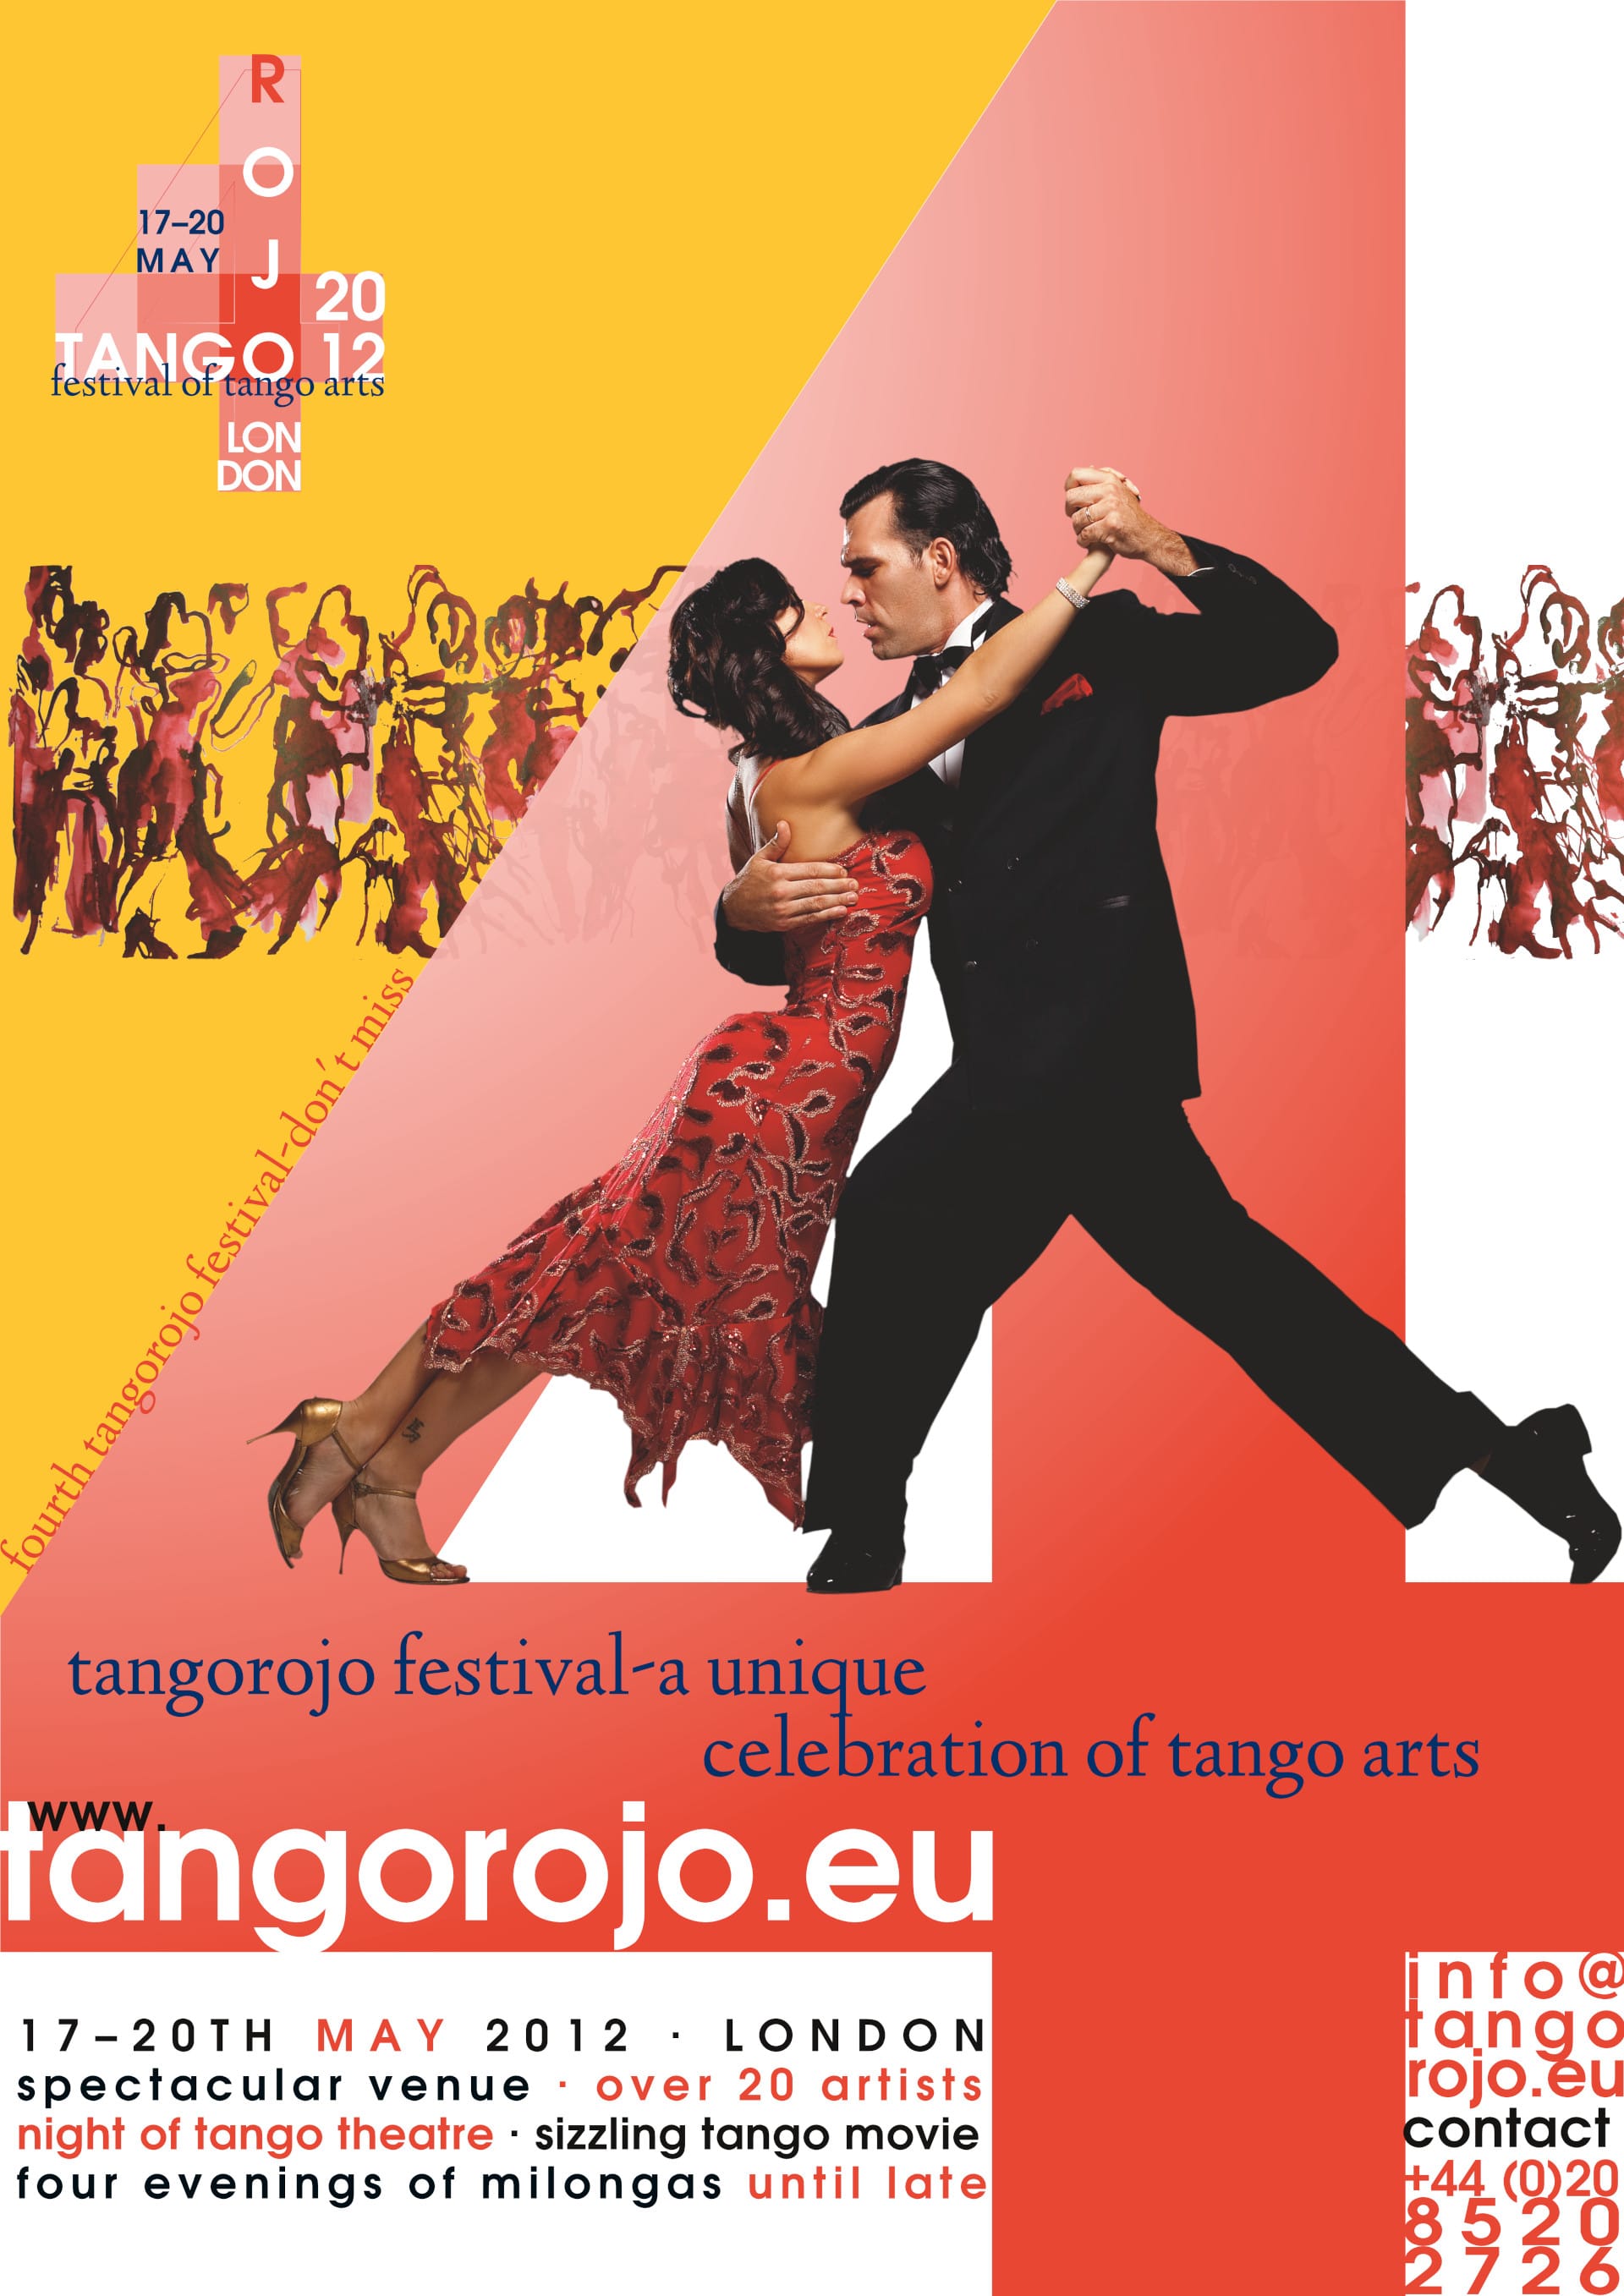 ROJO
17–20
MAY
20
TANGO 12
festival of tango arts
LON
DON
fourth tangorojo festival-don't miss
tangorojo festival-a unique
celebration of tango arts
www.
tangorojo.eu
17–20TH MAY 2012 · LONDON
spectacular venue · over 20 artists
night of tango theatre · sizzling tango movie
four evenings of milongas until late
info@
tango
rojo.eu
contact
+44 (0)20
8520
2726